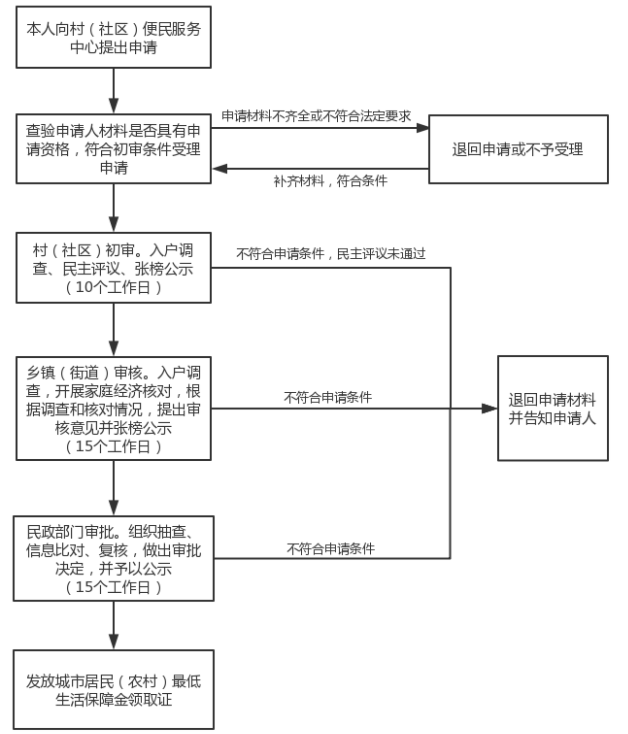 本人向村（社区）便民服务
中心提出申请
查验申请人材料是否具有申
请资格，符合初审条件受理
申请
申请材料不齐全或不符合法定要求
退回申请或不予受理
补齐材料，符合条件
村（社区）初审。入户调
查、民主评议、张榜公示
（10个工作日）
不符合申请条件，民主评议未通过
乡镇（街道）审核。入户调
查，开展家庭经济核对，根
据调查和核对情况，提出审
核意见并张榜公示
（15个工作日）
不符合申请条件
退回申请材料
并告知申请人
民政部门审批。组织抽查、
信息比对、复核，做出审批
决定，并予以公示
（15个工作日）
不符合申请条件
发放城市居民（农村）最低
生活保障金领取证